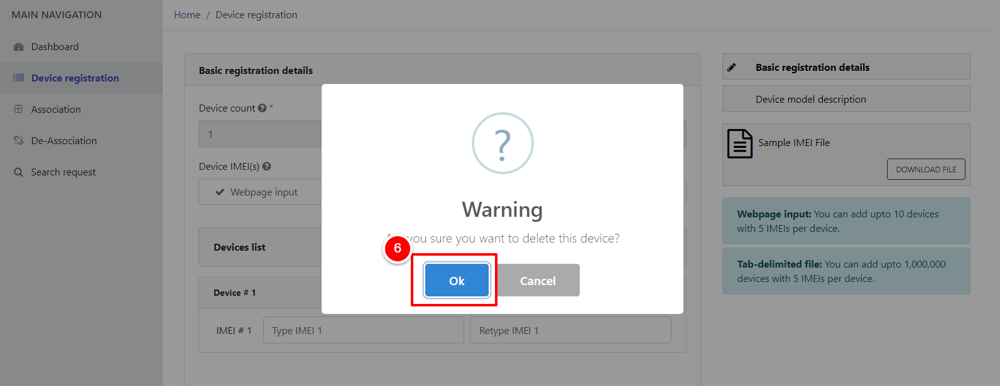 MAIN NAVIGATION
Dashboard
Device registration
Association
De-Association
Search request
Home / Device registration
Basic registration details
Device count ? *
1
Device IMEI(s) ?
Webpage input
Devices list
Device # 1
IMEI # 1 Type IMEI 1 Retype IMEI 1
?
Warning
you sure you want to delete this device?
6
Ok Cancel
Basic registration details
Device model description
Sample IMEI File
DOWNLOAD FILE
Webpage input: You can add upto 10 devices
with 5 IMEIs per device.
Tab-delimited file: You can add upto 1,000,000
devices with 5 IMEIs per device.